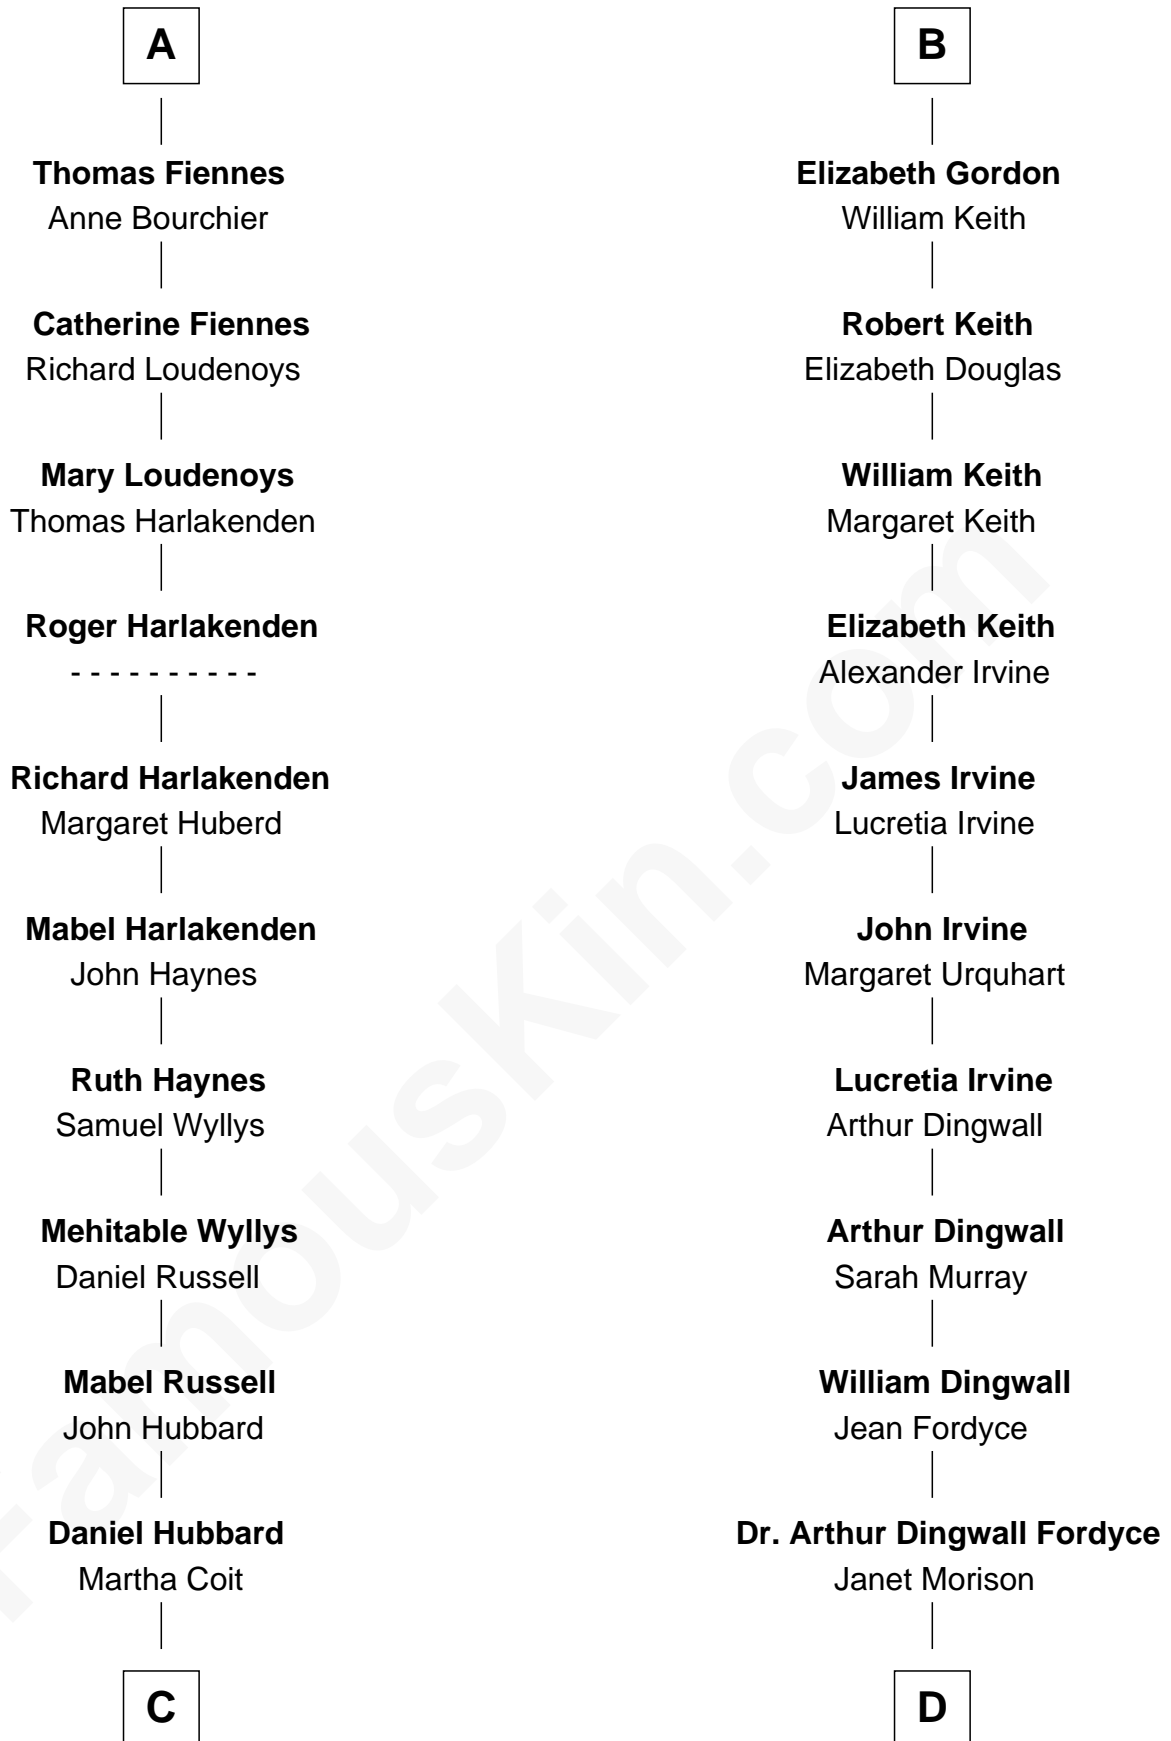 A
Thomas Fiennes
Anne Bourchier
Catherine Fiennes
Richard Loudenoys
Mary Loudenoys
Thomas Harlakenden
Roger Harlakenden
- - - - - - - - - -
Richard Harlakenden
Margaret Huberd
Mabel Harlakenden
John Haynes
Ruth Haynes
Samuel Wyllys
Mehitable Wyllys
Daniel Russell
Mabel Russell
John Hubbard
Daniel Hubbard
Martha Coit
C
B
Elizabeth Gordon
William Keith
Robert Keith
Elizabeth Douglas
William Keith
Margaret Keith
Elizabeth Keith
Alexander Irvine
James Irvine
Lucretia Irvine
John Irvine
Margaret Urquhart
Lucretia Irvine
Arthur Dingwall
Arthur Dingwall
Sarah Murray
William Dingwall
Jean Fordyce
Dr. Arthur Dingwall Fordyce
Janet Morison
D
FamousKin.com